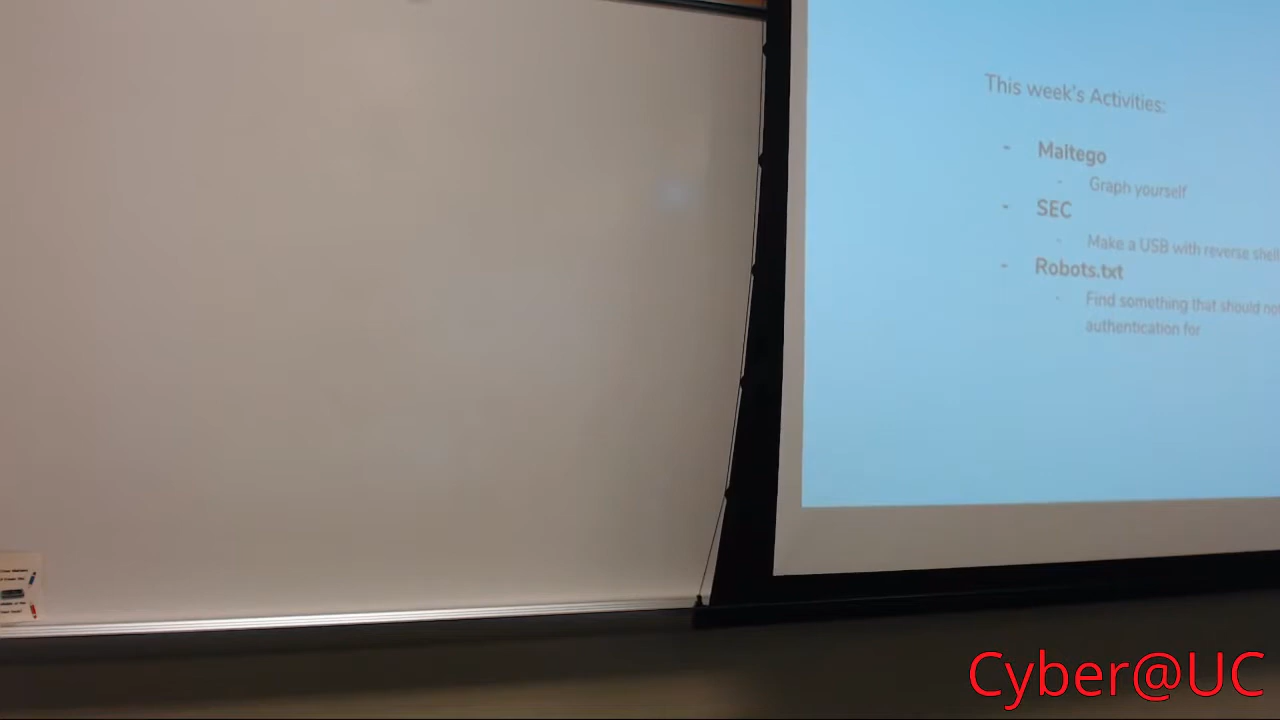 This week's Activities:
- Maltego
- Graph yourself
- SEC
- Make a USB with reverse shell
- Robots.txt
- Find something that should not
authentication for
Cyber@UC